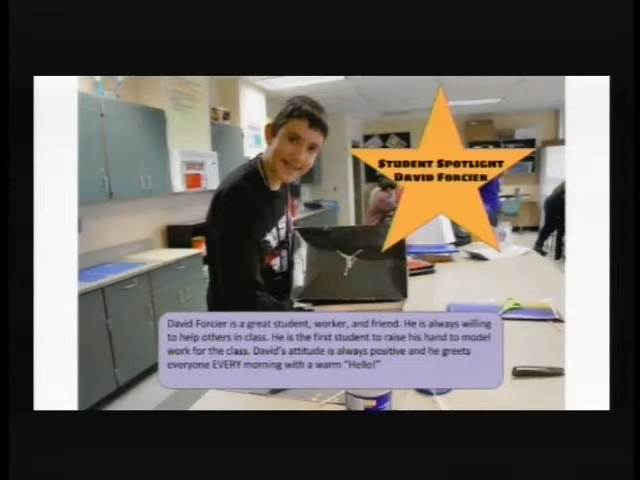 STUDENT SPOTLIGHT
DAVID FORCIER
David Forcier is a great student, worker, and friend. He is always willing
to help others in class. He is the first student to raise his hand to model
work for the class. David's attitude is always positive and he greets
everyone EVERY morning with a warm "Hello!"